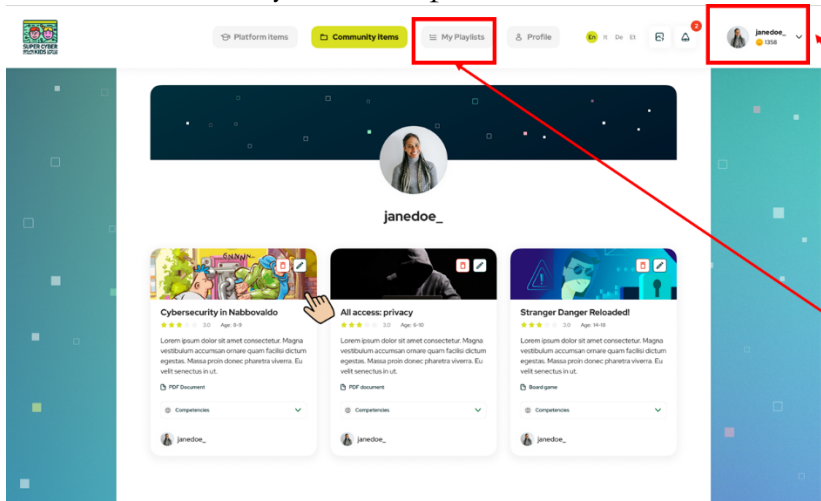 Platform Items
Community Items
My Playlists
Profile
En It De Et
2
janedoe_
1358
SUPER CYBER
janedoe_
GNNNN...
Cybersecurity in Nabbovaldo
3.0 Age: 8-9
Lorem ipsum dolor sit amet consectetur. Magna
vestibulum accumsan ornare quam facilisi dictum
egestas. Massa proin donec pharetra viverra. Eu
velit senectus in ut.
PDF Document
Competencies
janedoe_
All access: privacy
3.0 Age: 6-10
Lorem ipsum dolor sit amet consectetur. Magna
vestibulum accumsan ornare quam facilisi dictum
egestas. Massa proin donec pharetra viverra. Eu
velit senectus in ut.
PDF document
Competencies
janedoe_
Stranger Danger Reloaded!
3.0 Age: 14-18
Lorem ipsum dolor sit amet consectetur. Magna
vestibulum accumsan ornare quam facilisi dictum
egestas. Massa proin donec pharetra viverra. Eu
velit senectus in ut.
Board game
Competencies
janedoe_